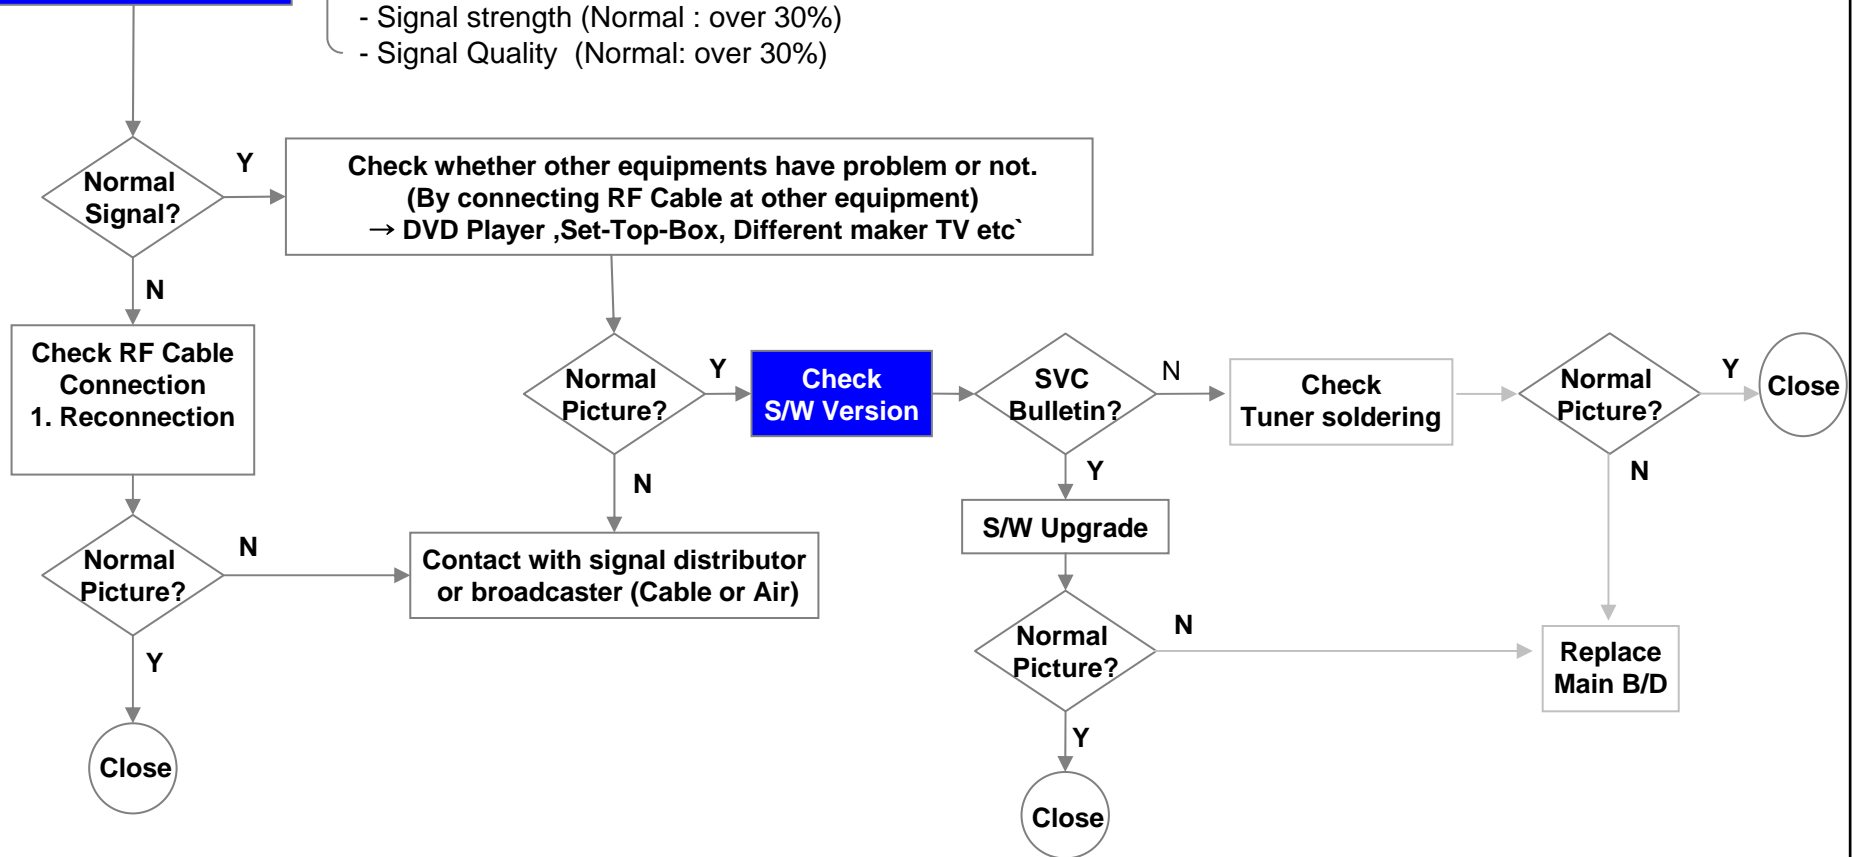 - Signal strength (Normal : over 30%)
- Signal Quality  (Normal: over 30%)
Normal
Signal?
Y
Check whether other equipments have problem or not.
(By connecting RF Cable at other equipment)
→ DVD Player ,Set-Top-Box, Different maker TV etc`
N
Check RF Cable
Connection
1. Reconnection
Normal
Picture?
Y
Check
S/W Version
SVC
Bulletin?
N
Check
Tuner soldering
Normal
Picture?
Y
Close
N
Y
N
S/W Upgrade
Normal
Picture?
N
Contact with signal distributor
or broadcaster (Cable or Air)
Normal
Picture?
N
Replace
Main B/D
Y
Close
Y
Close